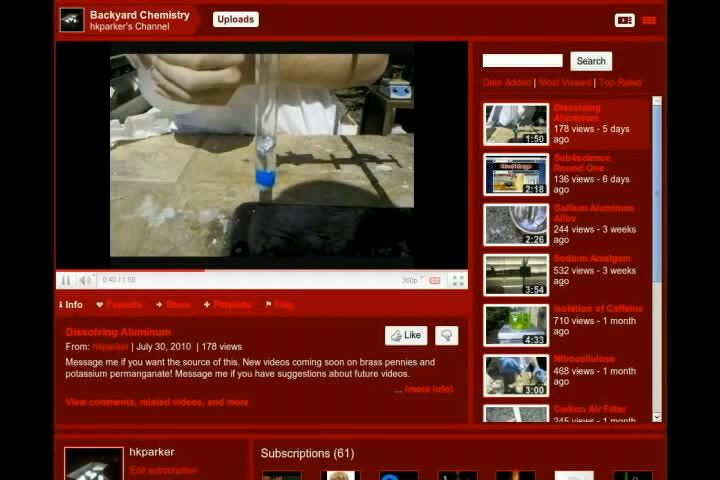 Backyard Chemistry
hkparker's Channel
Uploads
Search
Date Added | Most Viewed | Top Rated
Dissolving
Aluminum
178 views - 5 days
ago
1:50
Sub4science,
Round One
136 views - 6 days
ago
2:18
Gallium Aluminum
Alloy
244 views - 3 weeks
ago
2:26
Sodium Amalgam
532 views - 3 weeks
ago
3:54
Isolation of Caffeine
710 views - 1 month
ago
4:33
Nitrocellulose
468 views - 1 month
ago
3:00
Carbon Air Filter
245 views - 1 month
0:40 / 1:50
360p
Info Favorite Share Playlists Flag
Dissolving Aluminum
Like
From: hkparker | July 30, 2010 | 178 views
Message me if you want the source of this. New videos coming soon on brass pennies and
potassium permanganate! Message me if you have suggestions about future videos.
... (more info)
View comments, related videos, and more
hkparker
Edit subscription
Subscriptions (61)